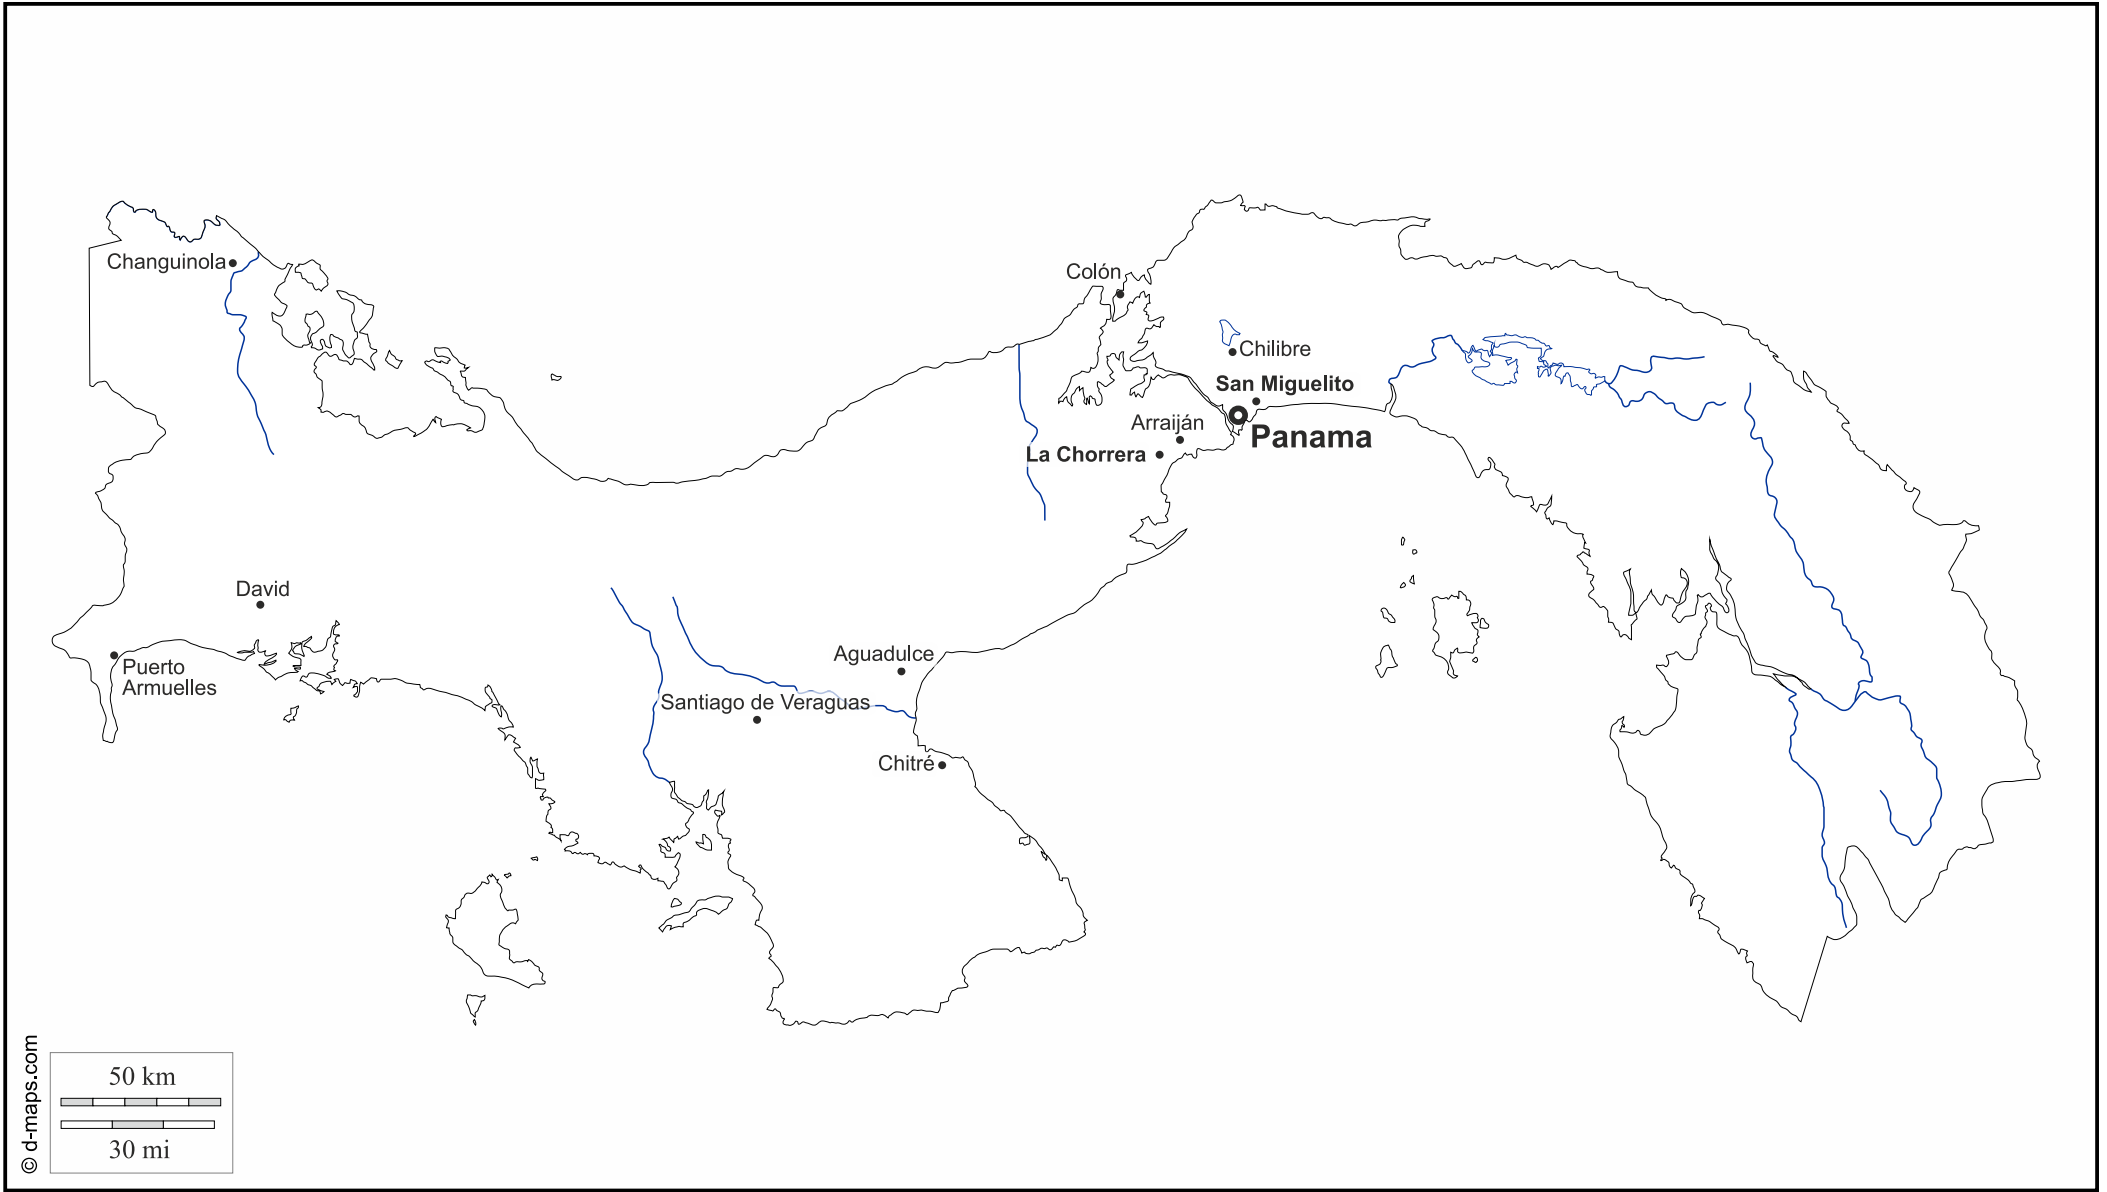 Changuinola
Colón
Chilibre
San Miguelito
Arraiján
Panama
La Chorrera
David
Aguadulce
Puerto
Armuelles
Santiago de Veraguas
Chitré
50 km
30 mi
© d-maps.com